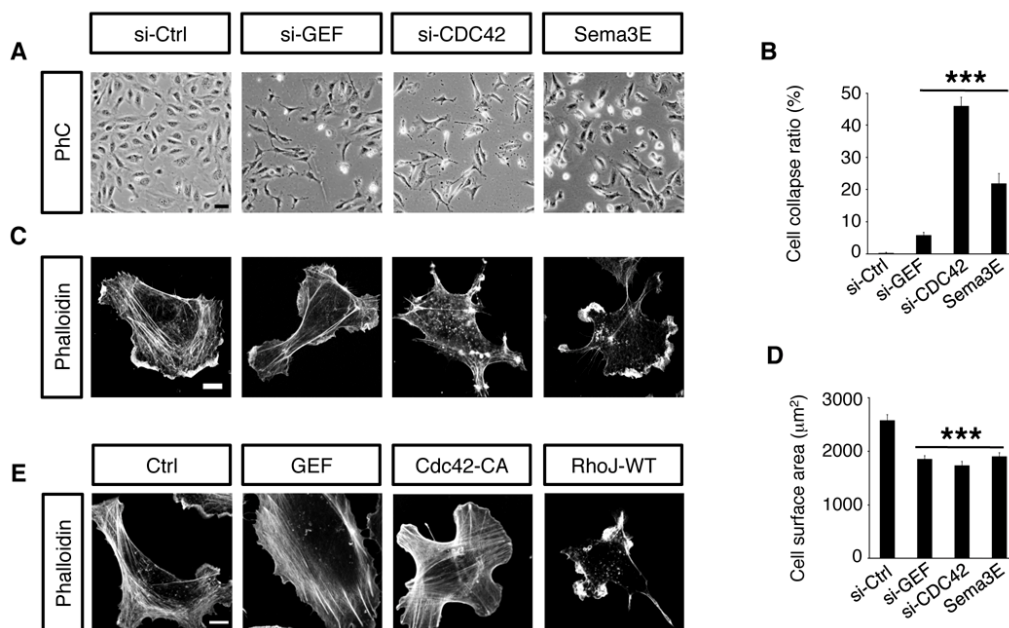 si-Ctrl si-GEF si-CDC42 Sema3E
A
PhC
B
***
Cell collapse ratio (%)
50
40
30
20
10
0
si-Ctrl
si-GEF
si-CDC42
Sema3E
C
Phalloidin
D
***
Cell surface area (μm²)
3000
2000
1000
0
si-Ctrl
si-GEF
si-CDC42
Sema3E
E
Ctrl GEF Cdc42-CA RhoJ-WT
Phalloidin